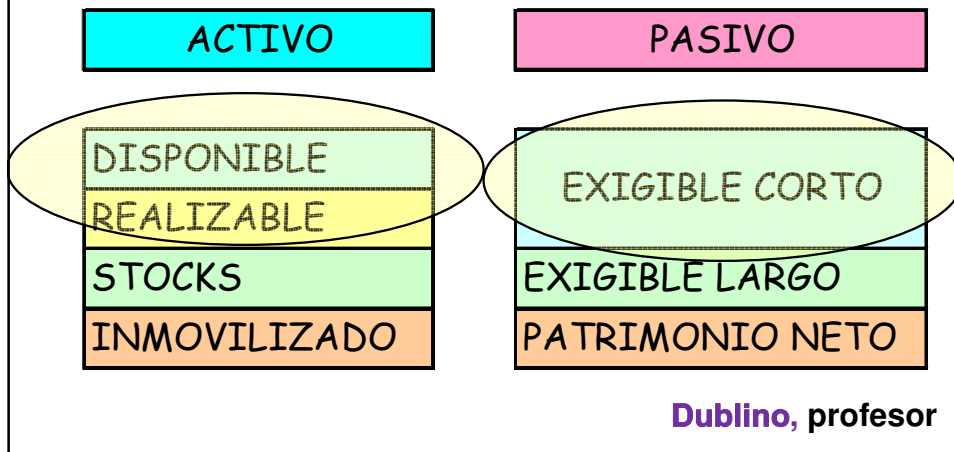 ACTIVO
PASIVO
DISPONIBLE
REALIZABLE
STOCKS
INMOVILIZADO
EXIGIBLE CORTO
EXIGIBLE LARGO
PATRIMONIO NETO
Dublino, profesor